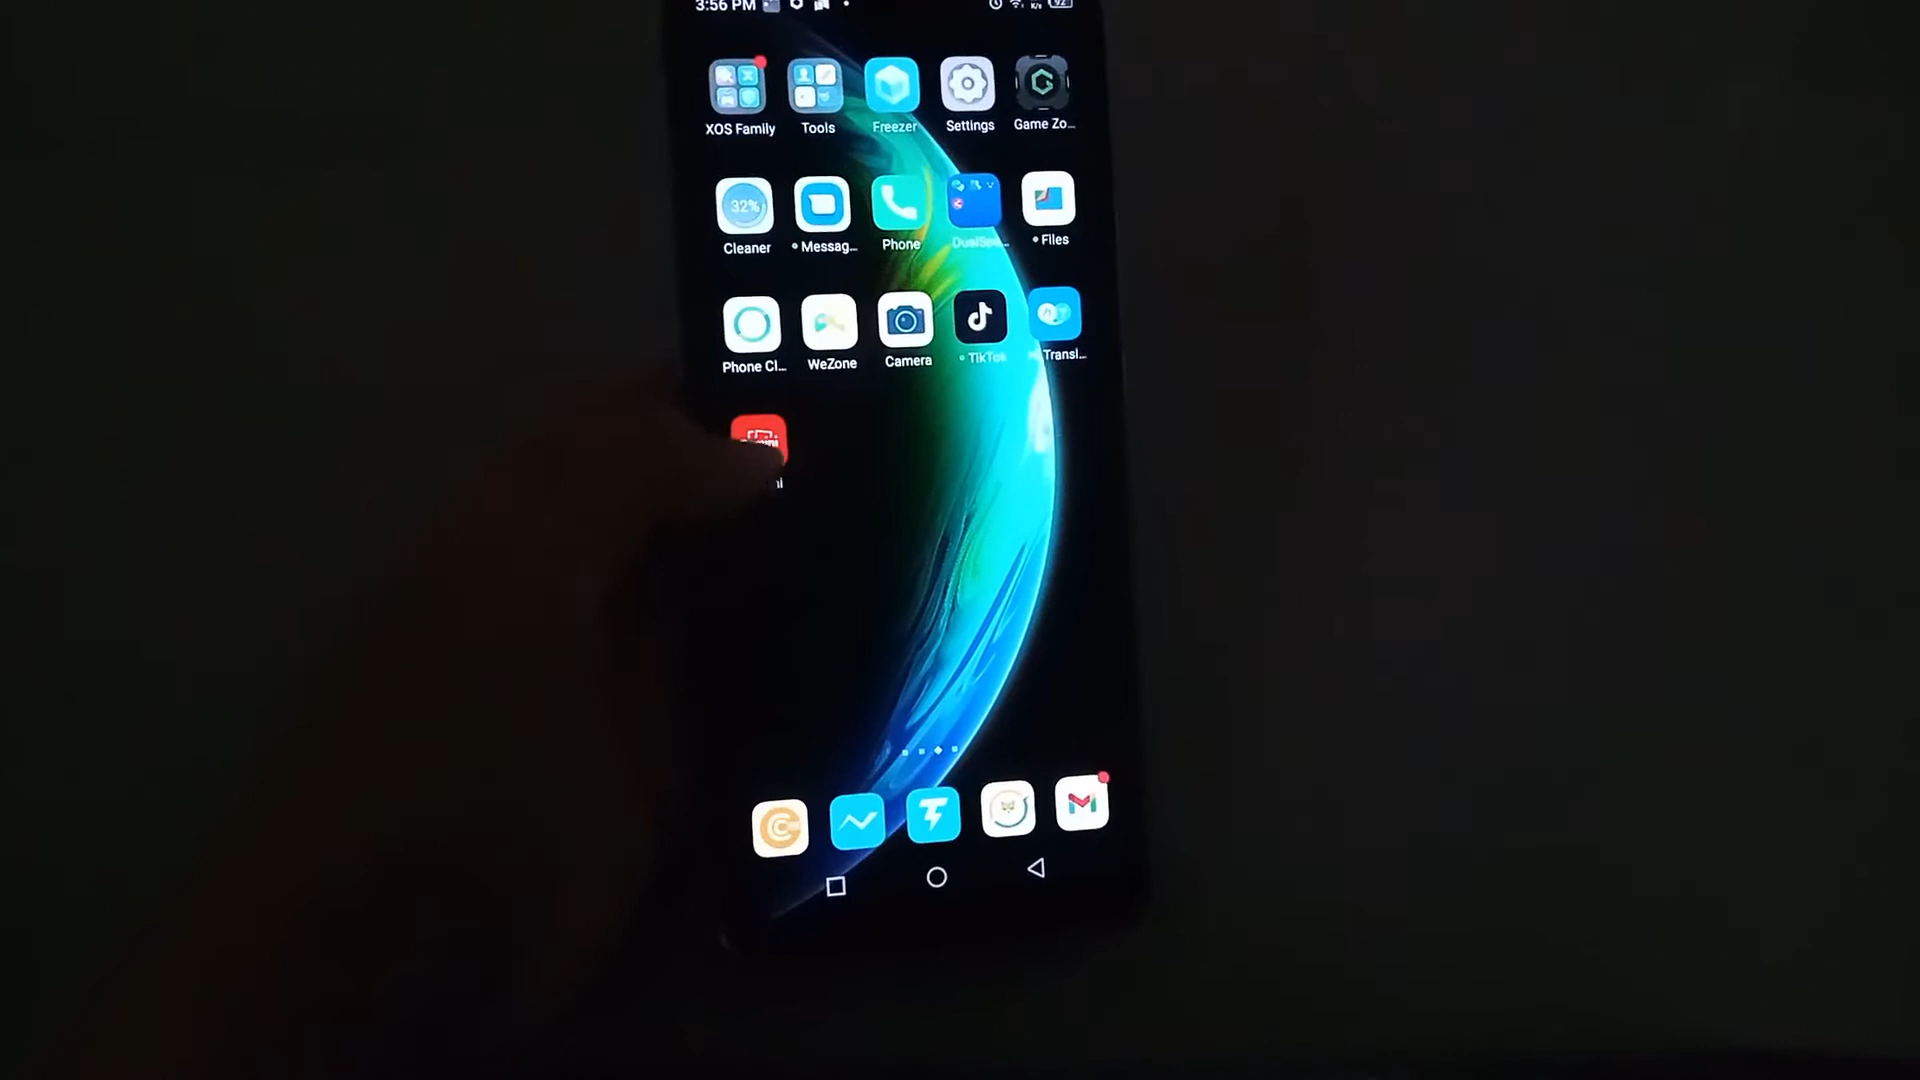 3:56 PM
XOS Family Tools Freezer Settings Game Zo...
32%
Cleaner Messag... Phone DualSpa... Files
Phone Cl... WeZone Camera TikTok Transl...